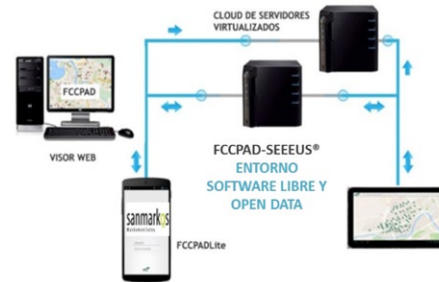 CLOUD DE SERVIDORES
VIRTUALIZADOS
FCCPAD
VISOR WEB
FCCPAD-SEEEUS®
ENTORNO
SOFTWARE LIBRE Y
OPEN DATA
sanmarkos
FCCPADLite